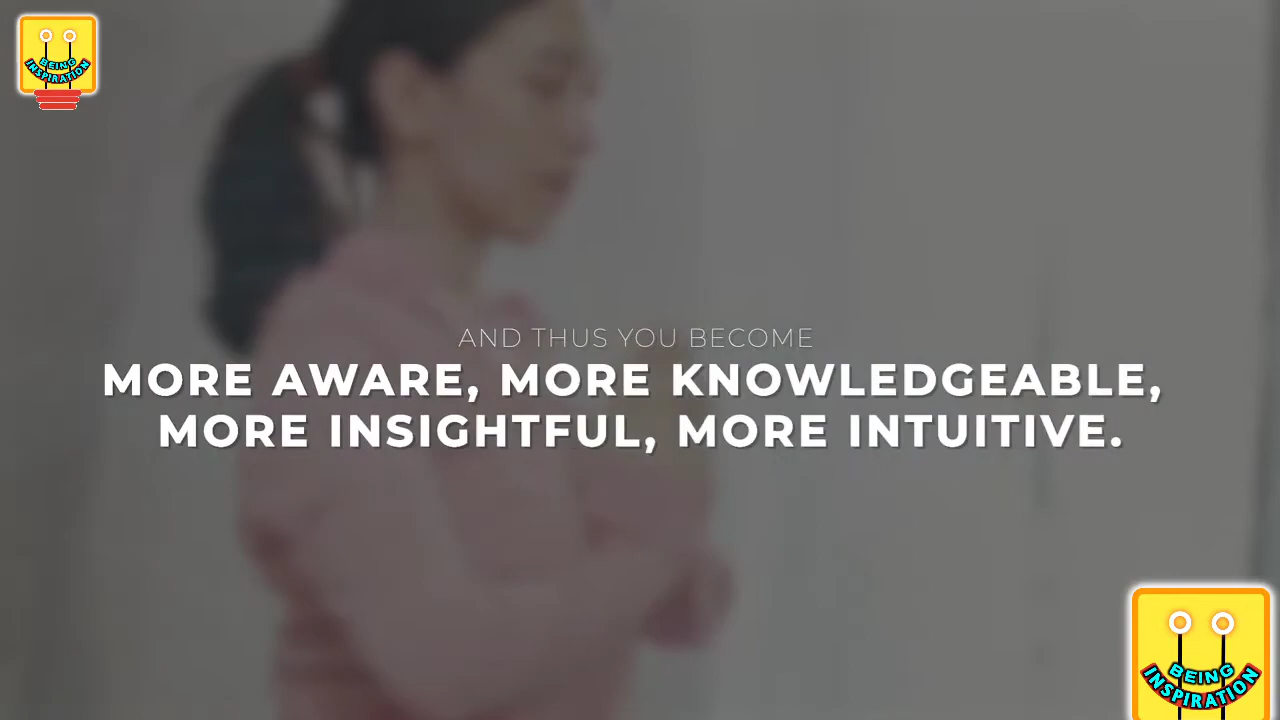 BEING
INSPIRATION
AND THUS YOU BECOME
MORE AWARE, MORE KNOWLEDGEABLE,
MORE INSIGHTFUL, MORE INTUITIVE.
BEING
INSPIRATION